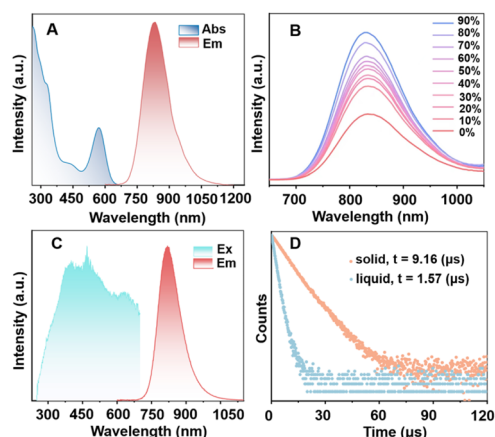 A
Abs
Em
Intensity (a.u.)
300 450 600 750 900 1050 1200
Wavelength (nm)
B
90%
80%
70%
60%
50%
40%
30%
20%
10%
0%
Intensity (a.u.)
700 800 900 1000
Wavelength (nm)
C
Ex
Em
Intensity (a.u.)
300 450 600 750 900 1050
Wavelength (nm)
D
solid, t = 9.16 (μs)
liquid, t = 1.57 (μs)
Counts
0 30 60 90 120
Time (μs)